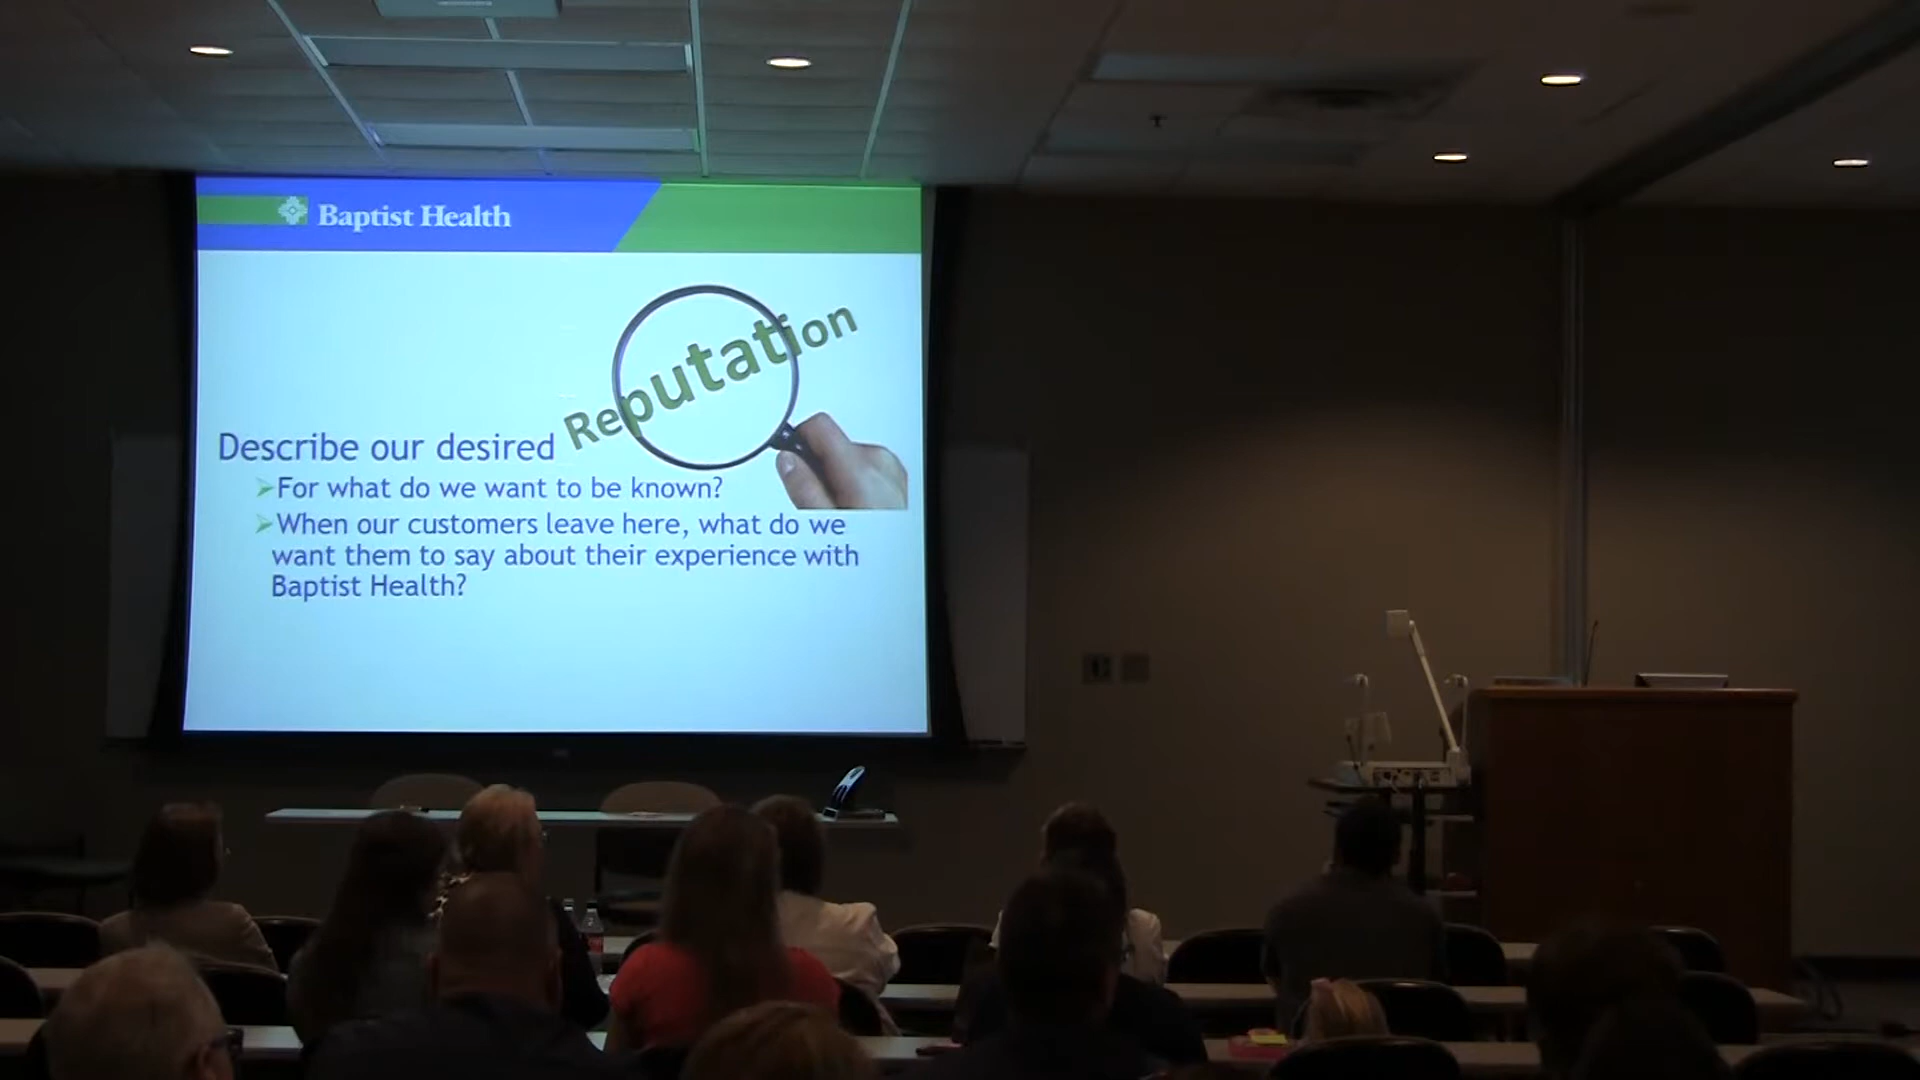 Baptist Health
Reputation
Describe our desired
For what do we want to be known?
When our customers leave here, what do we
want them to say about their experience with
Baptist Health?